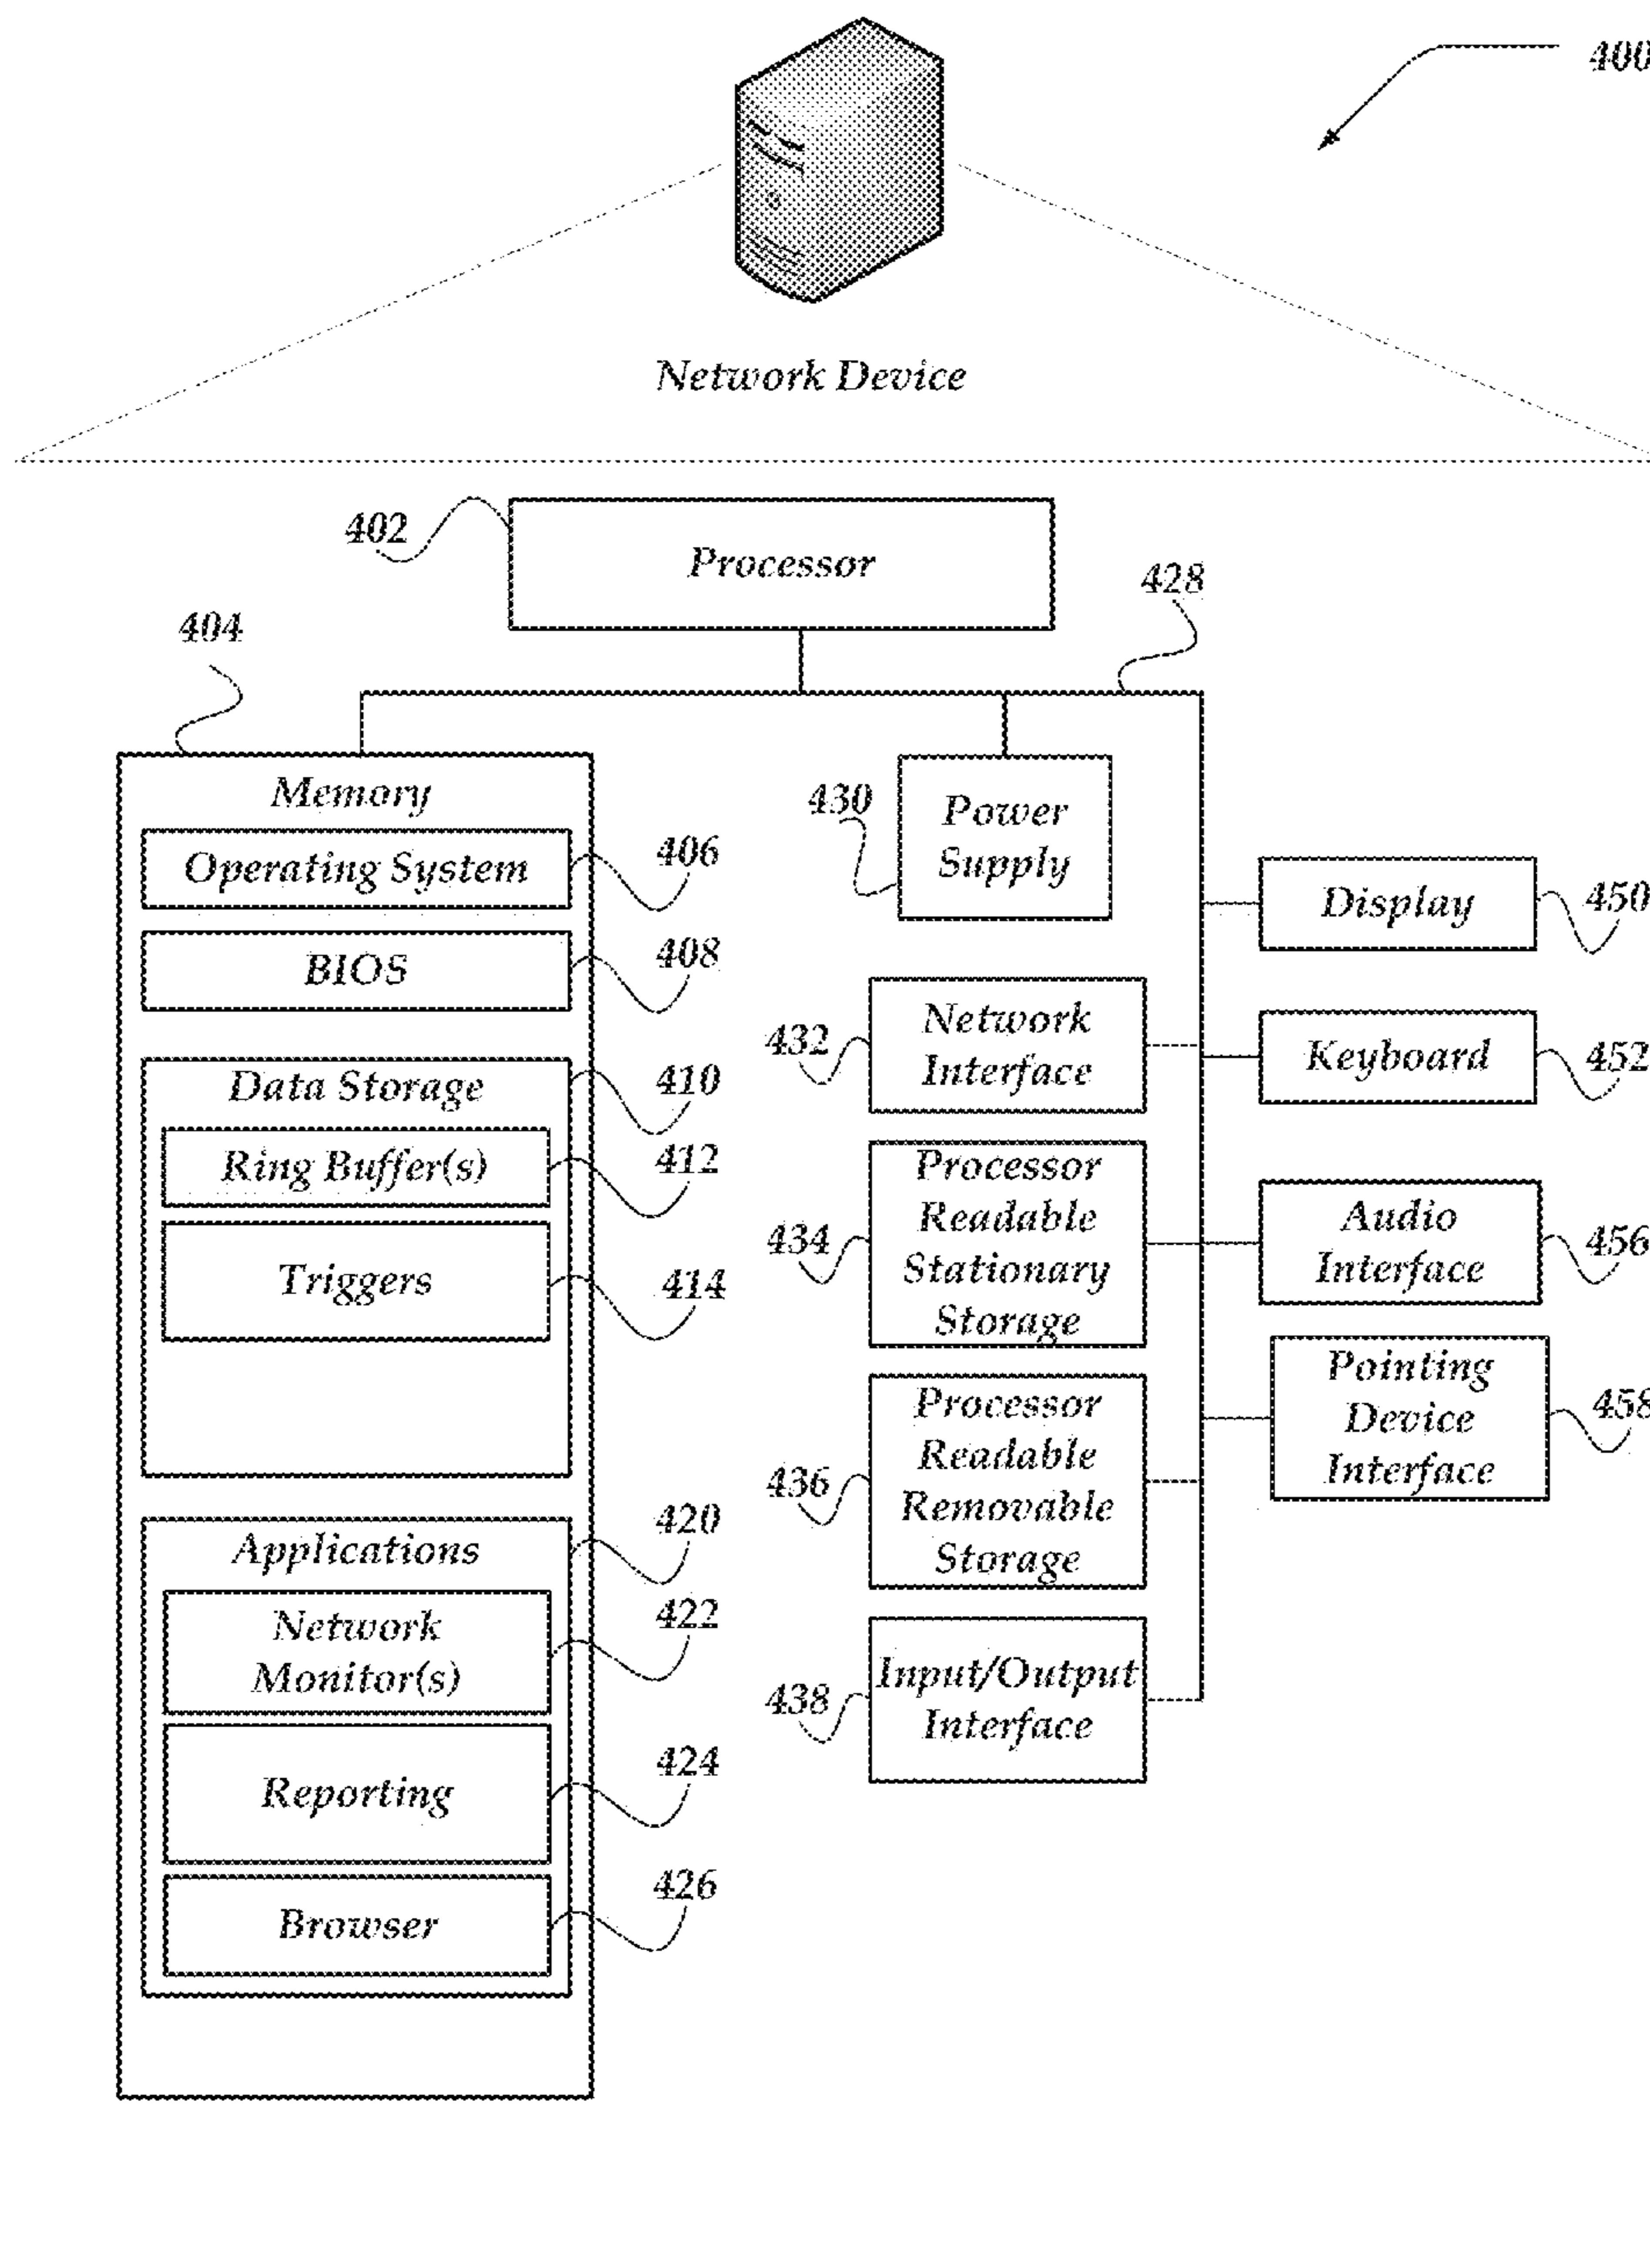 400
Network Device
402
Processor
428
404
Memory
Operating System
406
BIOS
408
Data Storage
410
Ring Buffer(s)
412
Triggers
414
Applications
420
Network
Monitor(s)
422
Reporting
424
Browser
426
430
Power
Supply
432
Network
Interface
434
Processor
Readable
Stationary
Storage
436
Processor
Readable
Removable
Storage
438
Input/Output
Interface
Display
450
Keyboard
452
Audio
Interface
456
Pointing
Device
Interface
458